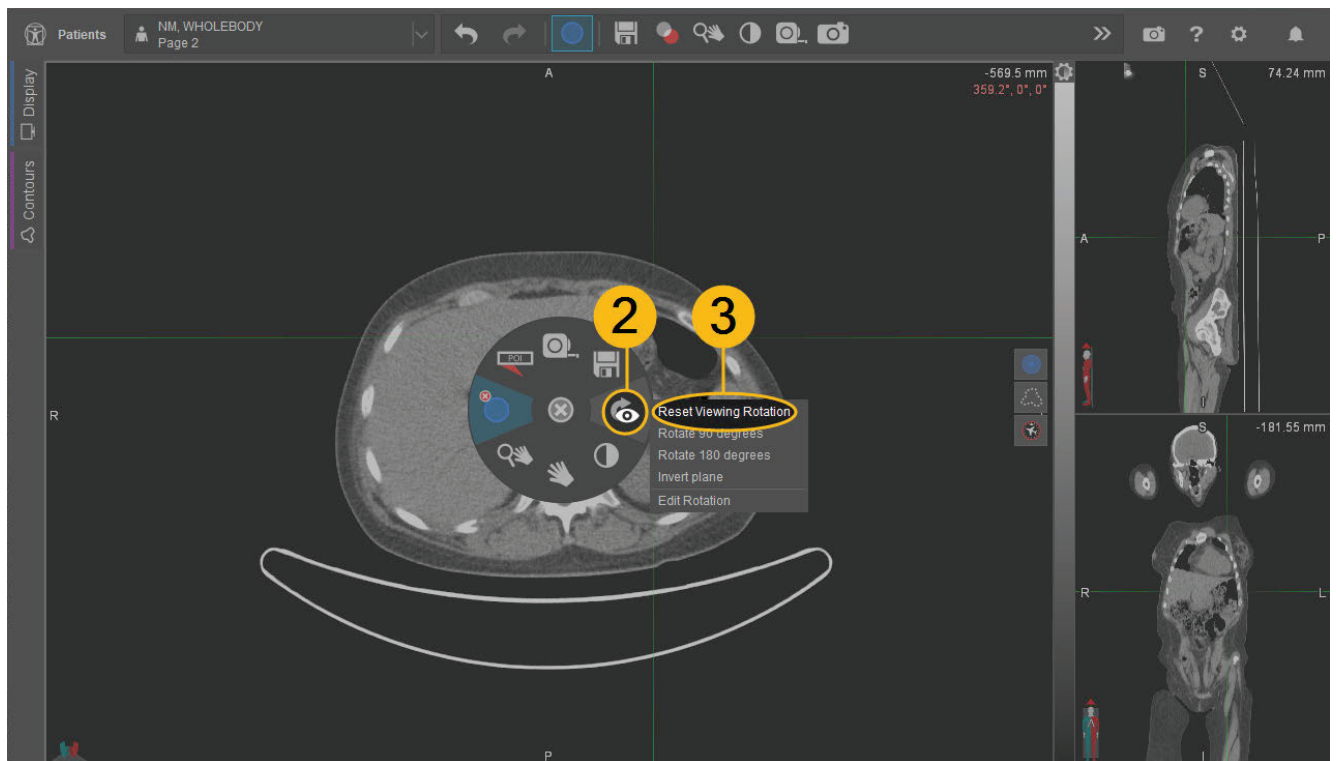 Patients
NM, WHOLEBODY
Page 2
Display
Contours
A
-569.5 mm
359.2°, 0°, 0°
R
P
2
3
POI
Reset Viewing Rotation
Rotate 90 degrees
Rotate 180 degrees
Invert plane
Edit Rotation
S
74.24 mm
A
P
I
S
-181.55 mm
R
L
A
I